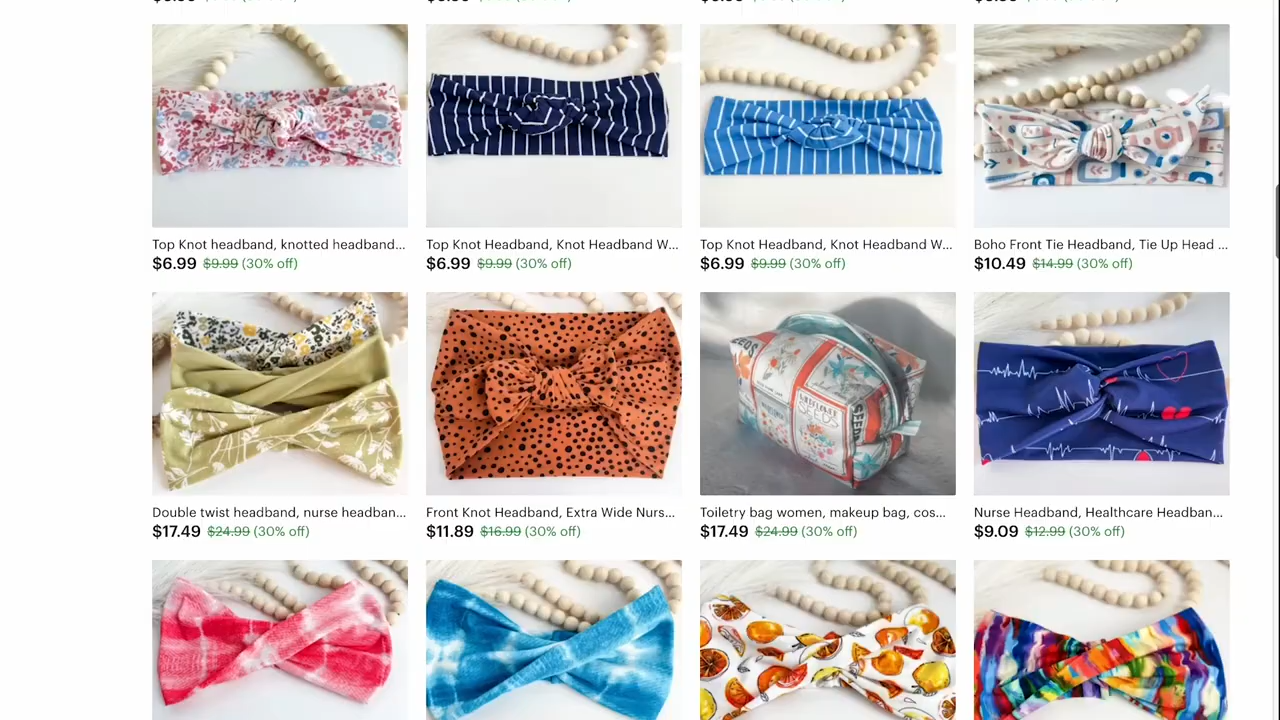 Top Knot headband, knotted headband...
$6.99 $9.99 (30% off)
Top Knot Headband, Knot Headband W...
$6.99 $9.99 (30% off)
Top Knot Headband, Knot Headband W...
$6.99 $9.99 (30% off)
Boho Front Tie Headband, Tie Up Head ...
$10.49 $14.99 (30% off)
SEEDS
Double twist headband, nurse headban...
$17.49 $24.99 (30% off)
Front Knot Headband, Extra Wide Nurs...
$11.89 $16.99 (30% off)
Toiletry bag women, makeup bag, cos...
$17.49 $24.99 (30% off)
Nurse Headband, Healthcare Headban...
$9.09 $12.99 (30% off)